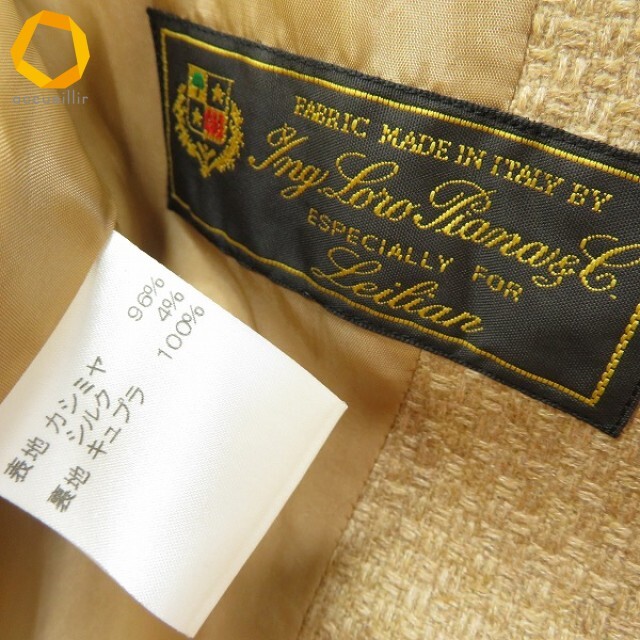 FABRIC MADE IN ITALY BY
Ing Loro Piana & C.
ESPECIALLY FOR
Leilian
表地 カシミヤ 96%
シルク 4%
裏地 キュプラ 100%